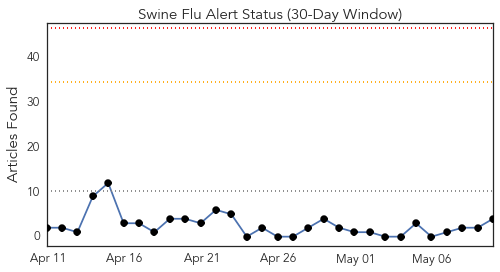 Swine Flu Alert Status (30-Day Window)
Articles Found
40
30
20
10
0
Apr 11
Apr 16
Apr 21
Apr 26
May 01
May 06